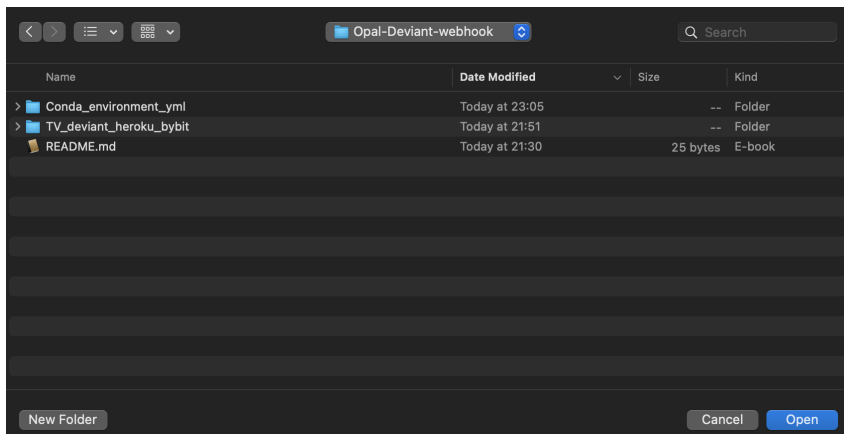 Opal-Deviant-webhook
Search
Name Date Modified Size Kind
Conda_environment_yml Today at 23:05 -- Folder
TV_deviant_heroku_bybit Today at 21:51 -- Folder
README.md Today at 21:30 25 bytes E-book
New Folder Cancel Open